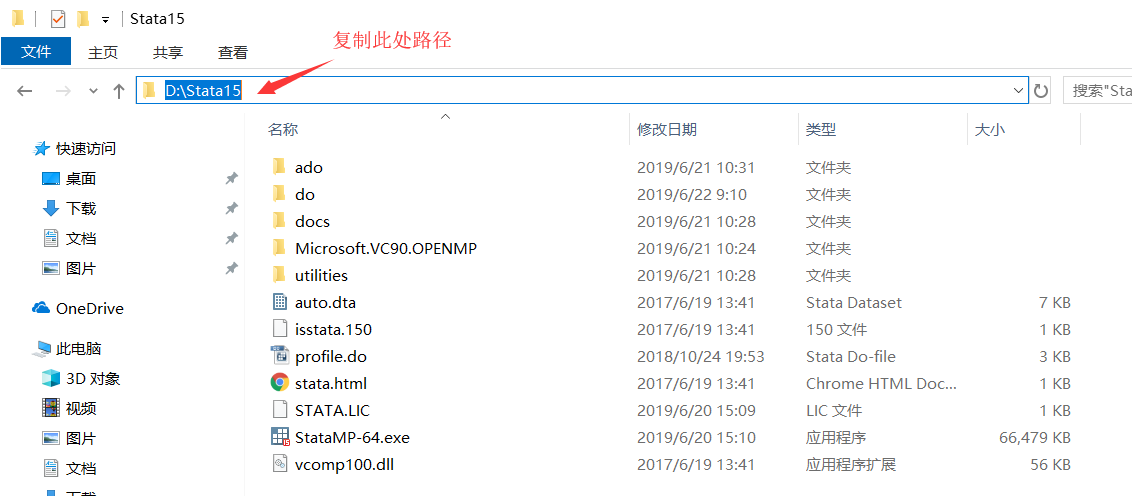 Stata15
文件 主页 共享 查看
复制此处路径
D:\Stata15 搜索"Sta
名称 修改日期 类型 大小
快速访问
桌面
下载
文档
图片
OneDrive
此电脑
3D 对象
视频
图片
文档
下载
ado 2019/6/21 10:31 文件夹
do 2019/6/22 9:10 文件夹
docs 2019/6/21 10:28 文件夹
Microsoft.VC90.OPENMP 2019/6/21 10:24 文件夹
utilities 2019/6/21 10:28 文件夹
auto.dta 2017/6/19 13:41 Stata Dataset 7 KB
isstata.150 2017/6/19 13:41 150 文件 1 KB
profile.do 2018/10/24 19:53 Stata Do-file 3 KB
stata.html 2017/6/19 13:41 Chrome HTML Doc... 1 KB
STATA.LIC 2019/6/20 15:09 LIC 文件 1 KB
StataMP-64.exe 2019/6/20 15:10 应用程序 66,479 KB
vcomp100.dll 2017/6/19 13:41 应用程序扩展 56 KB